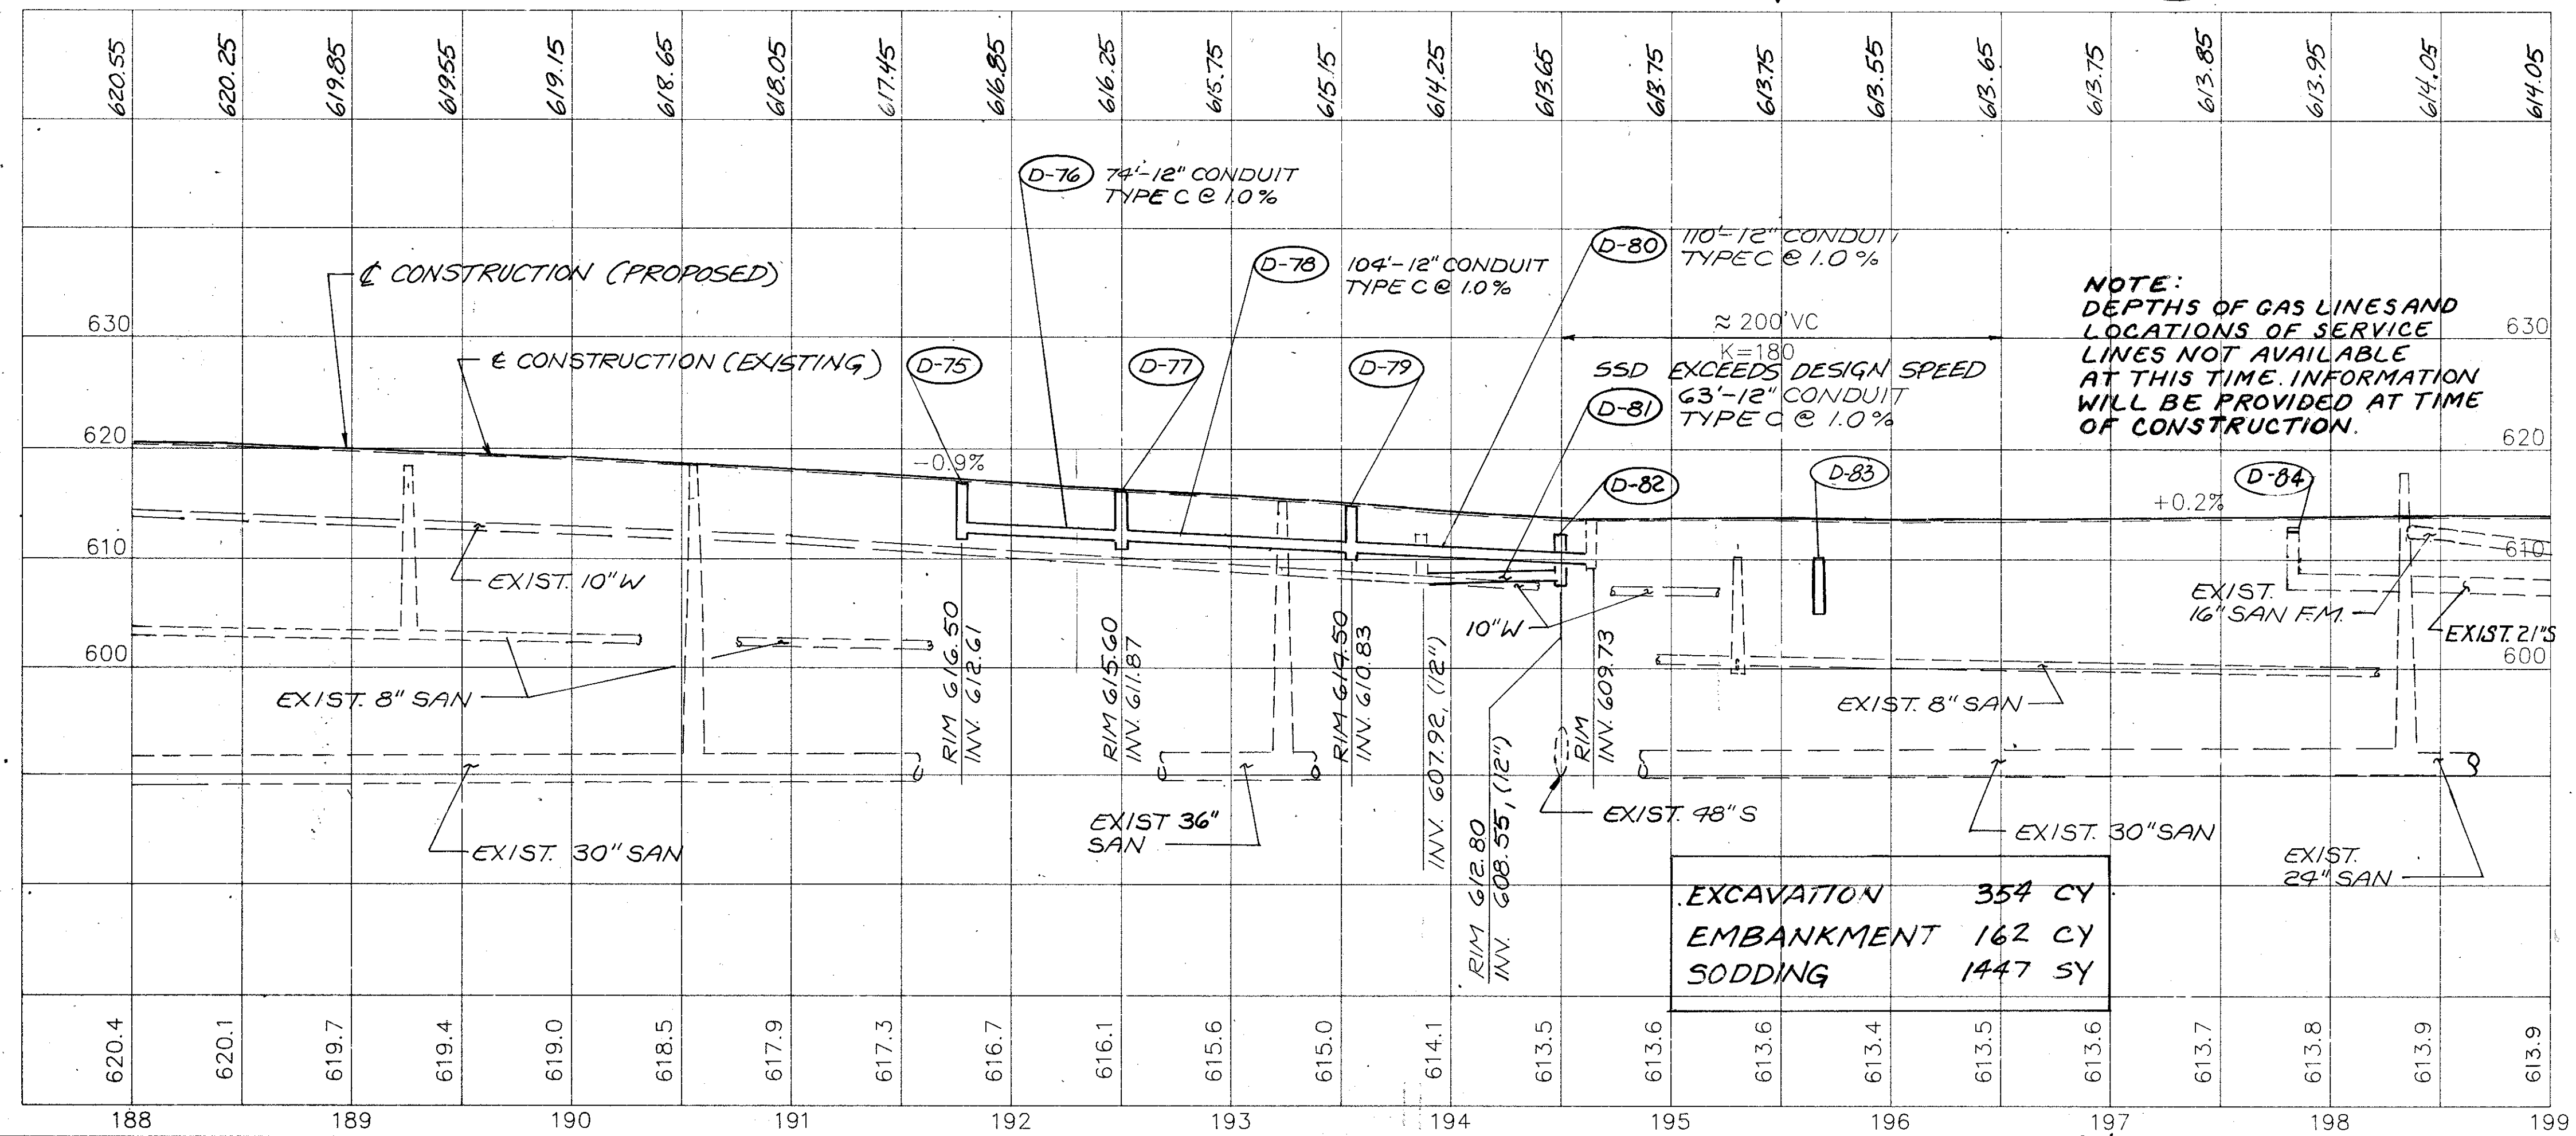 620.55 620.25 619.85 619.55 619.15 618.65 618.05 617.45 616.85 616.25 615.75 615.15 614.25 613.65 613.75 613.75 613.55 613.65 613.75 613.85 613.95 614.05 614.05
D-76 74'-12" CONDUIT
TYPE C @ 1.0%
D-78 104'-12" CONDUIT
TYPE C @ 1.0%
D-80 110'-12" CONDUIT
TYPE C @ 1.0%
℄ CONSTRUCTION (PROPOSED)
℄ CONSTRUCTION (EXISTING)
D-75
D-77
D-79
≈ 200'VC
K=180
SSD EXCEEDS DESIGN SPEED
D-81 63'-12" CONDUIT
TYPE C @ 1.0%
NOTE:
DEPTHS OF GAS LINES AND
LOCATIONS OF SERVICE
LINES NOT AVAILABLE
AT THIS TIME. INFORMATION
WILL BE PROVIDED AT TIME
OF CONSTRUCTION.
630 630
620 620
610 610
600 600
-0.9%
D-82
D-83
D-84
+0.2%
EXIST. 10"W
EXIST. 8" SAN
EXIST. 30" SAN
RIM 616.50
INV. 612.61
RIM 615.60
INV. 611.87
EXIST 36"
SAN
RIM 614.50
INV. 610.83
INV. 607.92, (12")
RIM 612.80
INV. 608.55, (12")
10"W
RIM
INV. 609.73
EXIST. 48" S
EXIST. 8" SAN
EXIST. 30" SAN
EXIST.
16" SAN F.M.
EXIST. 21"S
EXIST.
24" SAN
EXCAVATION 354 CY
EMBANKMENT 162 CY
SODDING 1447 SY
620.4 620.1 619.7 619.4 619.0 618.5 617.9 617.3 616.7 616.1 615.6 615.0 614.1 613.5 613.6 613.6 613.4 613.5 613.6 613.7 613.8 613.9 613.9
188 189 190 191 192 193 194 195 196 197 198 199